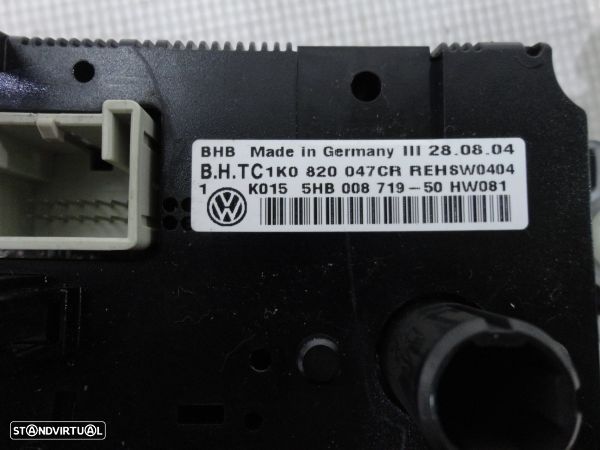 BHB Made in Germany III 28.08.04
B.H.TC1K0 820 047CR REHSW0404
1 K015 5HB 008 719-50 HW081
STANDVIRTUAL